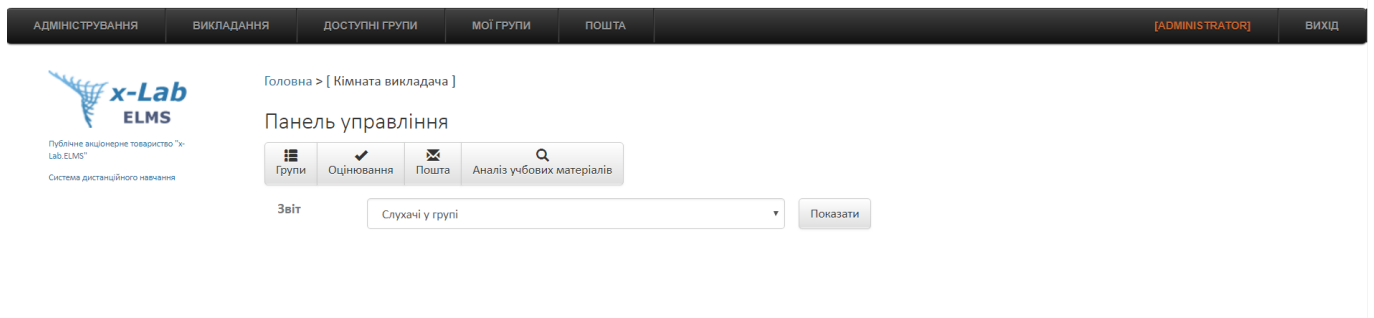 АДМІНІСТРУВАННЯ ВИКЛАДАННЯ ДОСТУПНІ ГРУПИ МОЇ ГРУПИ ПОШТА [ADMINISTRATOR] ВИХІД
x-Lab
ELMS
Публічне акціонерне товариство "x-
Lab.ELMS"
Система дистанційного навчання
Головна > [ Кімната викладача ]
Панель управління
Групи Оцінювання Пошта Аналіз учбових матеріалів
Звіт Слухачі у групі Показати